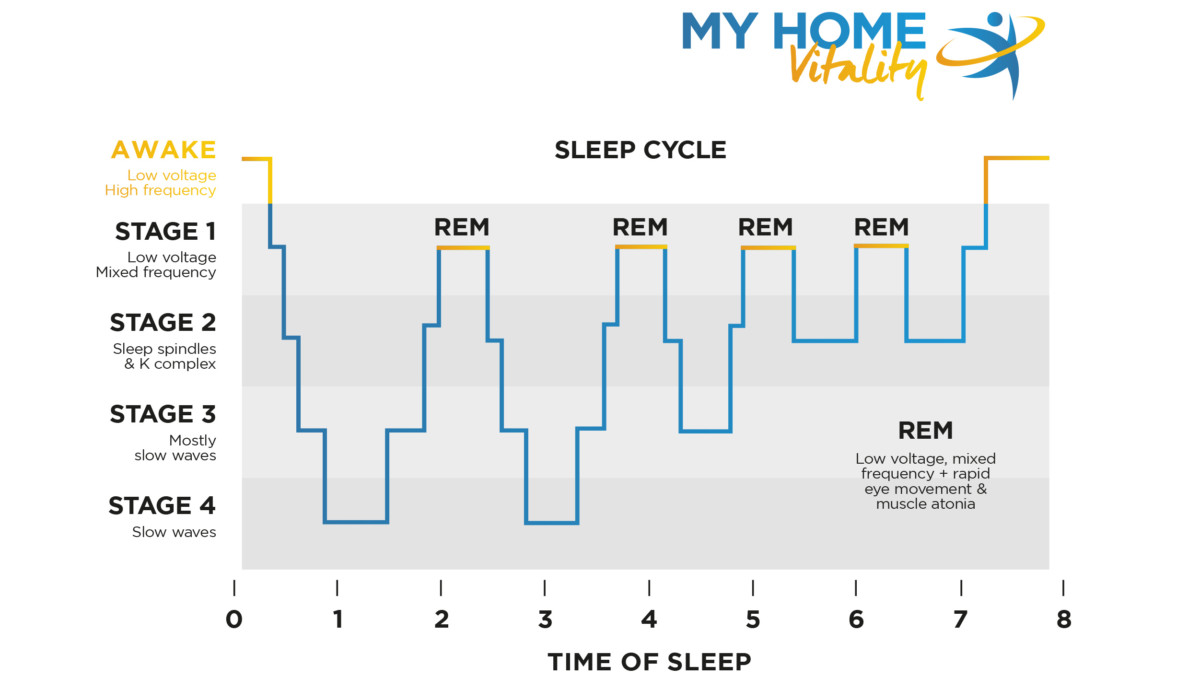 MY HOME
Vitality
SLEEP CYCLE
AWAKE
Low voltage
High frequency
STAGE 1
Low voltage
Mixed frequency
STAGE 2
Sleep spindles
& K complex
STAGE 3
Mostly
slow waves
STAGE 4
Slow waves
REM
REM
REM
REM
REM
Low voltage, mixed
frequency + rapid
eye movement &
muscle atonia
0 1 2 3 4 5 6 7 8
TIME OF SLEEP